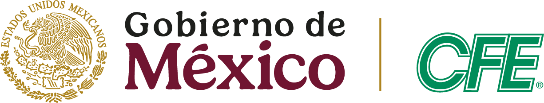 ESTADOS UNIDOS MEXICANOS
Gobierno de
México
CFE®